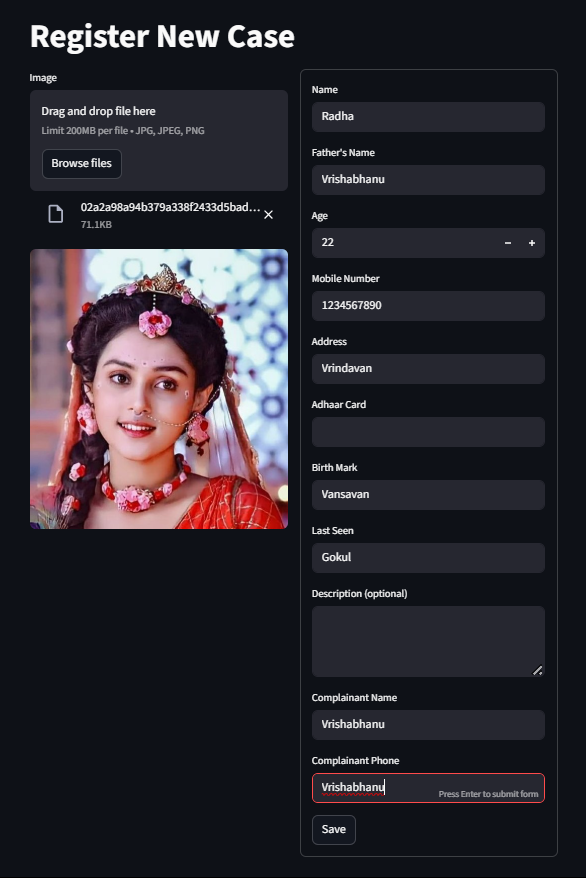 Register New Case
Image
Drag and drop file here
Limit 200MB per file • JPG, JPEG, PNG
Browse files
02a2a98a94b379a338f2433d5bad...
71.1KB
Name
Radha
Father's Name
Vrishabhanu
Age
22
Mobile Number
1234567890
Address
Vrindavan
Adhaar Card
Birth Mark
Vansavan
Last Seen
Gokul
Description (optional)
Complainant Name
Vrishabhanu
Complainant Phone
Vrishabhanu
Press Enter to submit form
Save